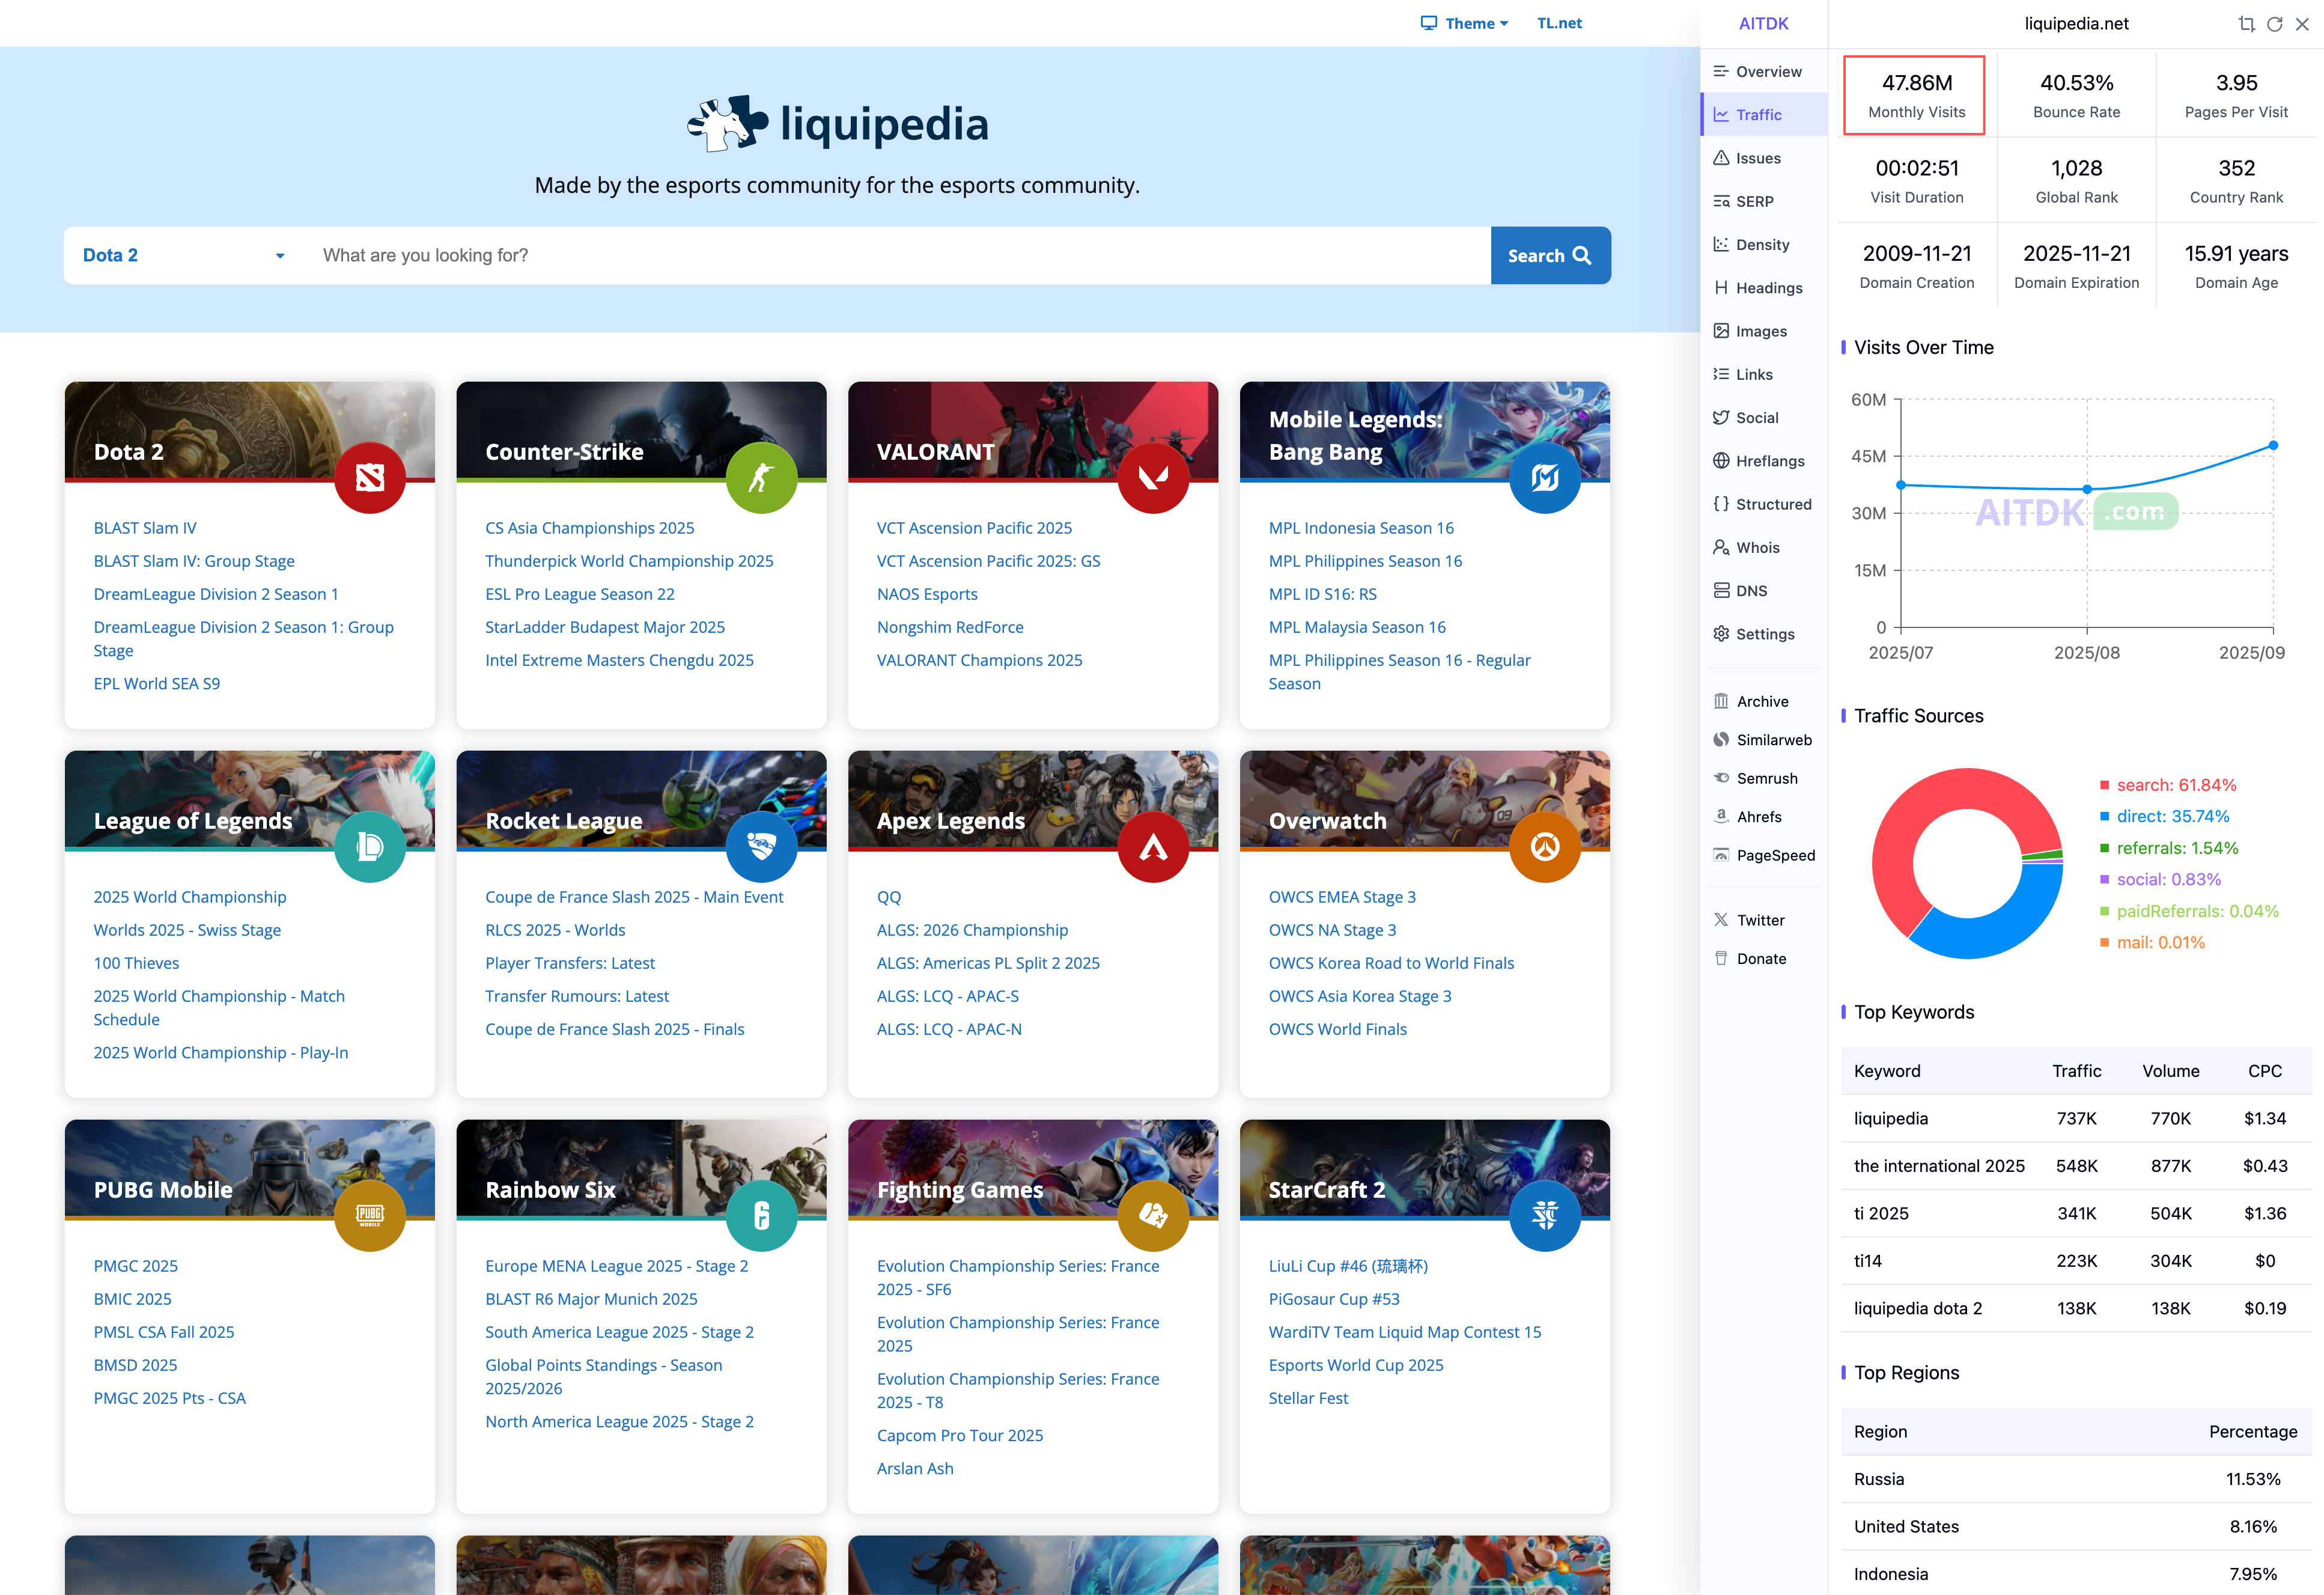 Theme
TL.net
liquipedia
Made by the esports community for the esports community.
Dota 2
What are you looking for?
Search
Dota 2
BLAST Slam IV
BLAST Slam IV: Group Stage
DreamLeague Division 2 Season 1
DreamLeague Division 2 Season 1: Group
Stage
EPL World SEA S9
Counter-Strike
CS Asia Championships 2025
Thunderpick World Championship 2025
ESL Pro League Season 22
StarLadder Budapest Major 2025
Intel Extreme Masters Chengdu 2025
VALORANT
VCT Ascension Pacific 2025
VCT Ascension Pacific 2025: GS
NAOS Esports
Nongshim RedForce
VALORANT Champions 2025
Mobile Legends:
Bang Bang
MPL Indonesia Season 16
MPL Philippines Season 16
MPL ID S16: RS
MPL Malaysia Season 16
MPL Philippines Season 16 - Regular
Season
League of Legends
2025 World Championship
Worlds 2025 - Swiss Stage
100 Thieves
2025 World Championship - Match
Schedule
2025 World Championship - Play-In
Rocket League
Coupe de France Slash 2025 - Main Event
RLCS 2025 - Worlds
Player Transfers: Latest
Transfer Rumours: Latest
Coupe de France Slash 2025 - Finals
Apex Legends
QQ
ALGS: 2026 Championship
ALGS: Americas PL Split 2 2025
ALGS: LCQ - APAC-S
ALGS: LCQ - APAC-N
Overwatch
09
OWCS EMEA Stage 3
OWCS NA Stage 3
OWCS Korea Road to World Finals
OWCS Asia Korea Stage 3
OWCS World Finals
PUBG Mobile
PUBG
MOBILE
PMGC 2025
BMIC 2025
PMSL CSA Fall 2025
BMSD 2025
PMGC 2025 Pts - CSA
Rainbow Six
6
Europe MENA League 2025 - Stage 2
BLAST R6 Major Munich 2025
South America League 2025 - Stage 2
Global Points Standings - Season
2025/2026
North America League 2025 - Stage 2
Fighting Games
Evolution Championship Series: France
2025 - SF6
Evolution Championship Series: France
2025
Evolution Championship Series: France
2025 - T8
Capcom Pro Tour 2025
Arslan Ash
StarCraft 2
LiuLi Cup #46 (琉璃杯)
PiGosaur Cup #53
WardiTV Team Liquid Map Contest 15
Esports World Cup 2025
Stellar Fest
AITDK
Overview
Traffic
Issues
SERP
Density
Headings
Images
Links
Social
Hreflangs
Structured
Whois
DNS
Settings
Archive
Similarweb
Semrush
Ahrefs
PageSpeed
Twitter
Donate
liquipedia.net
47.86M
Monthly Visits
40.53%
Bounce Rate
3.95
Pages Per Visit
00:02:51
Visit Duration
1,028
Global Rank
352
Country Rank
2009-11-21
Domain Creation
2025-11-21
Domain Expiration
15.91 years
Domain Age
Visits Over Time
60M
45M
30M
15M
0
2025/07
2025/08
2025/09
AITDK .com
Traffic Sources
search: 61.84%
direct: 35.74%
referrals: 1.54%
social: 0.83%
paidReferrals: 0.04%
mail: 0.01%
Top Keywords
Keyword Traffic Volume CPC
liquipedia 737K 770K $1.34
the international 2025 548K 877K $0.43
ti 2025 341K 504K $1.36
ti14 223K 304K $0
liquipedia dota 2 138K 138K $0.19
Top Regions
Region Percentage
Russia 11.53%
United States 8.16%
Indonesia 7.95%